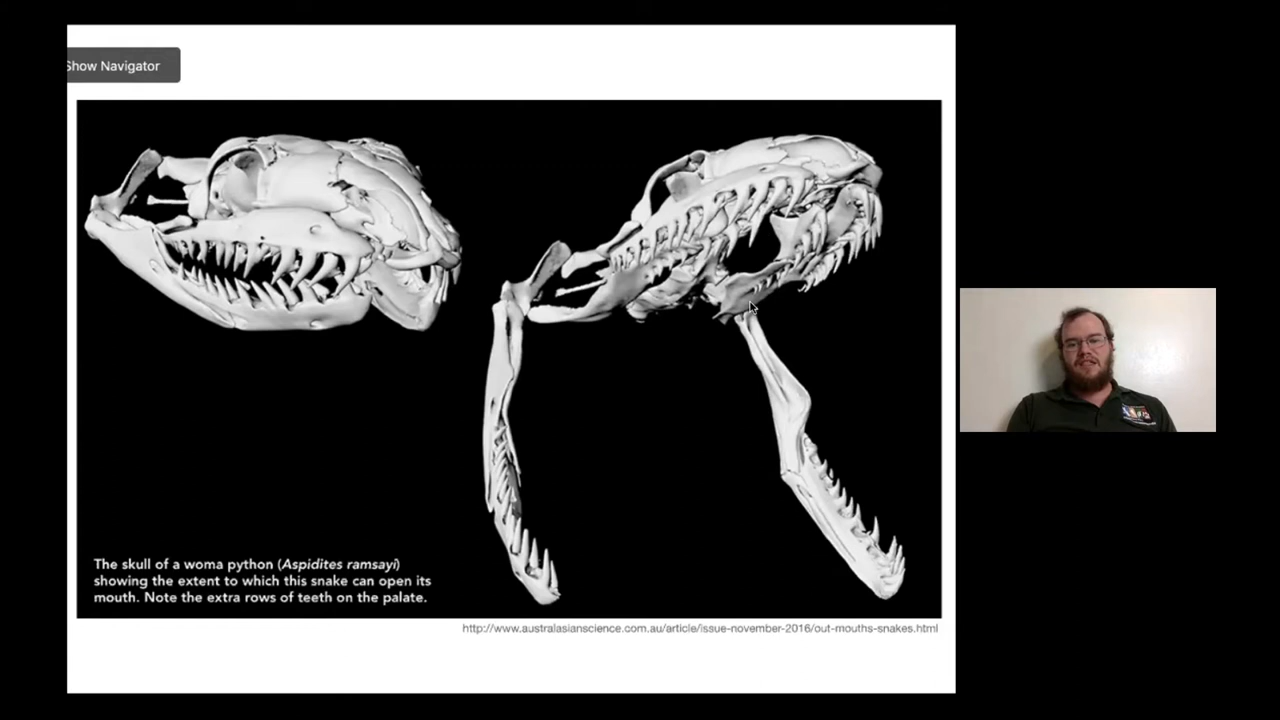 Show Navigator
The skull of a woma python (Aspidites ramsayi)
showing the extent to which this snake can open its
mouth. Note the extra rows of teeth on the palate.
http://www.australasianscience.com.au/article/issue-november-2016/out-mouths-snakes.html